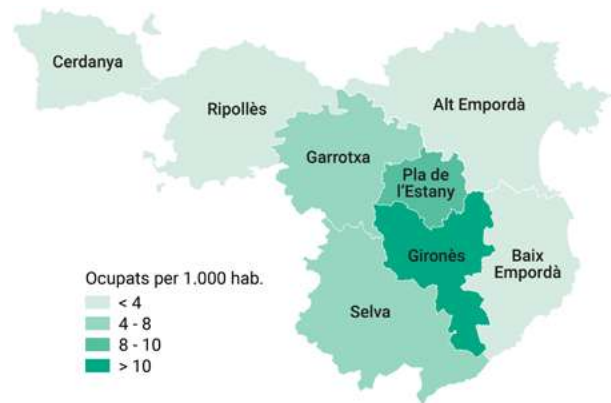 Cerdanya
Ripollès
Alt Empordà
Garrotxa
Pla de
l'Estany
Gironès
Baix
Empordà
Selva
Ocupats per 1.000 hab.
< 4
4 - 8
8 - 10
> 10